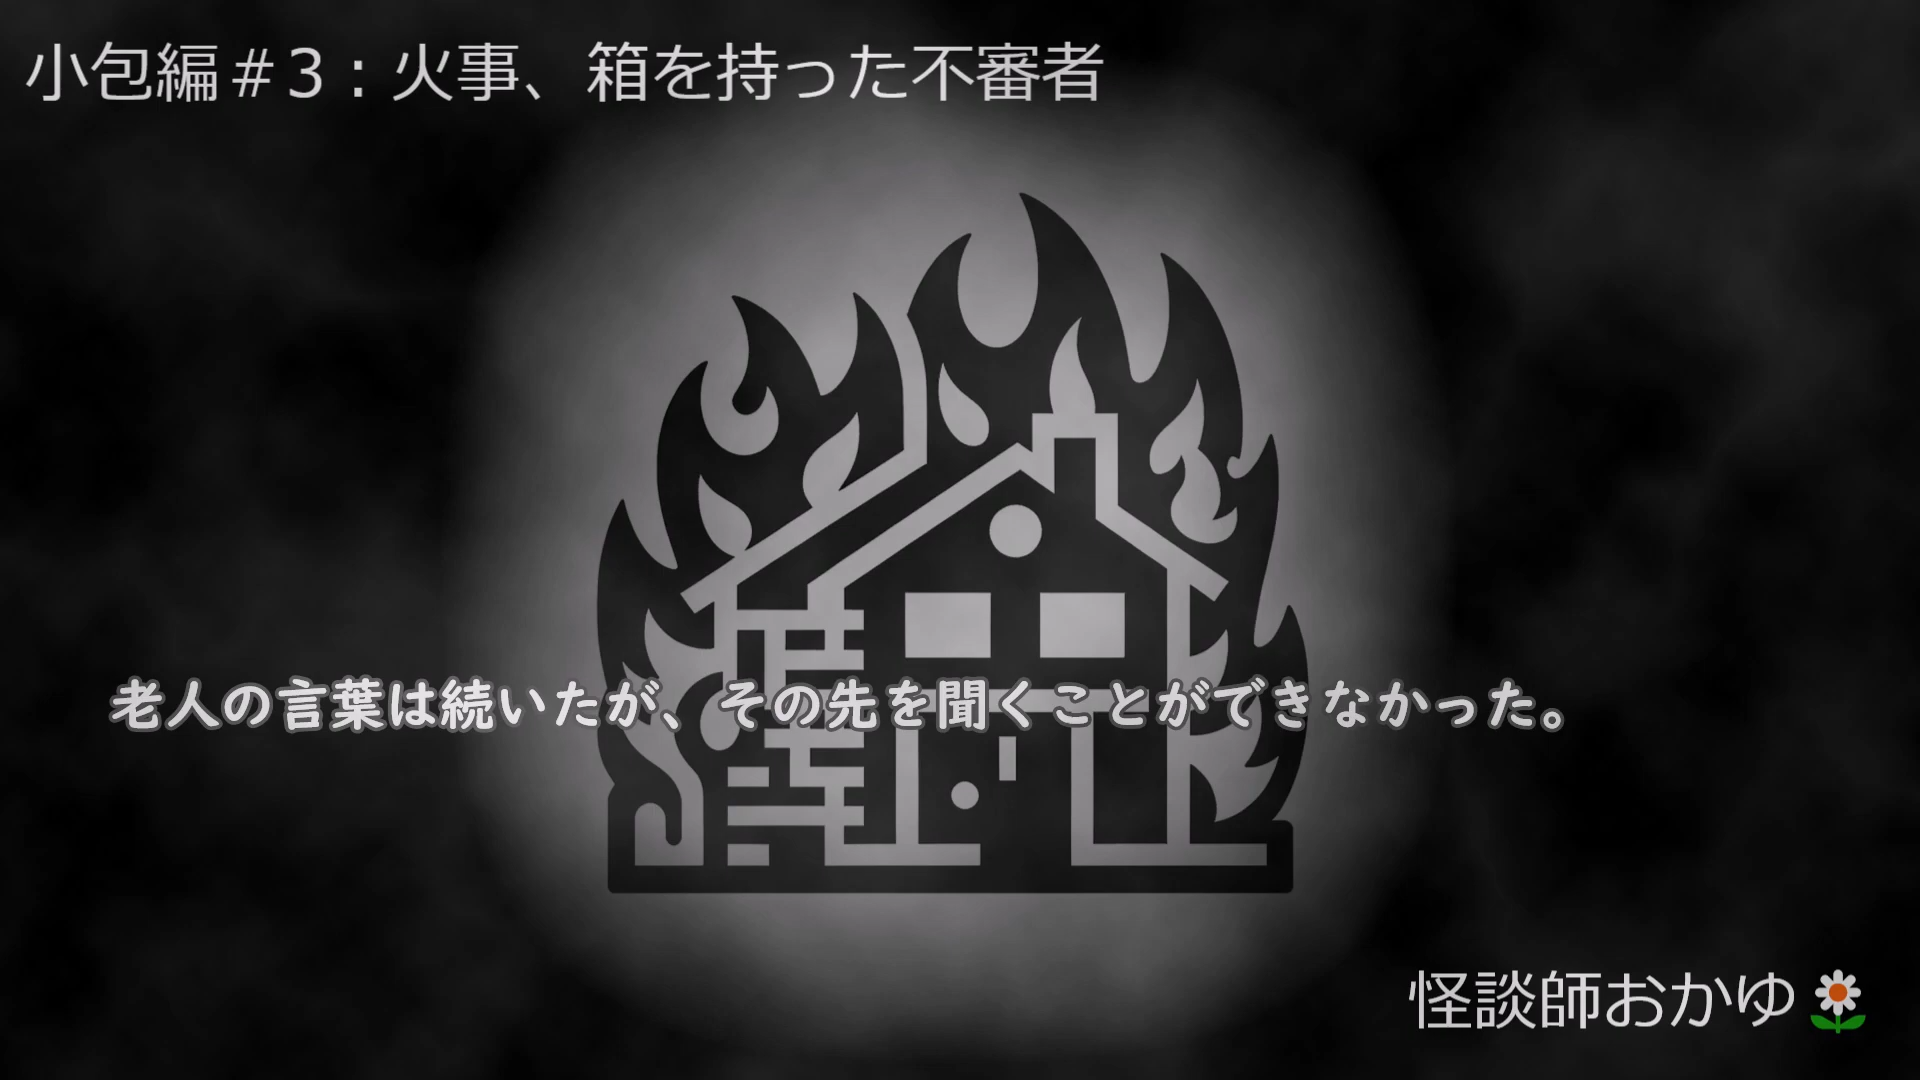 小包編＃3：火事、箱を持った不審者
老人の言葉は続いたが、その先を聞くことができなかった。
怪談師おかゆ